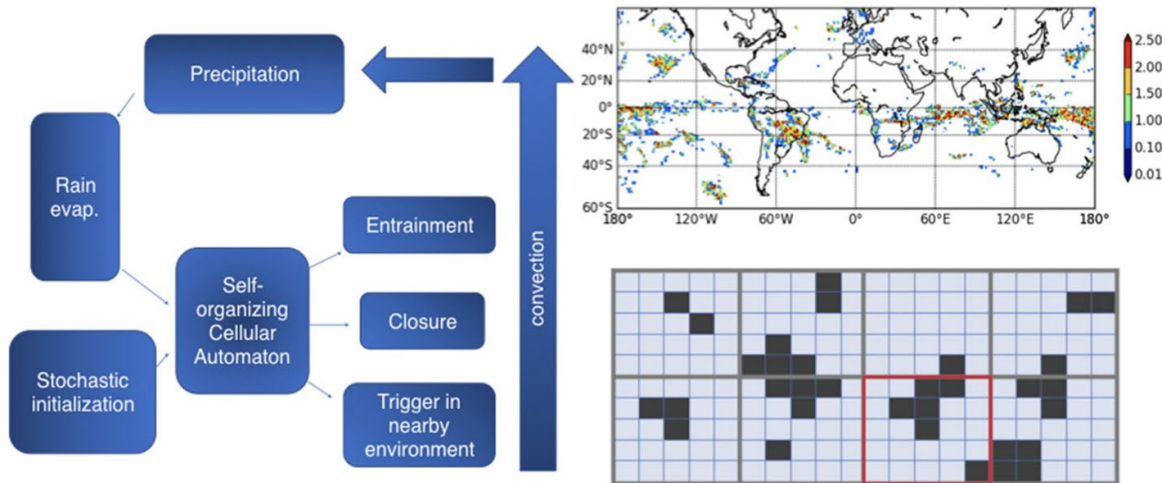 Precipitation
Rain
evap.
Self-
organizing
Cellular
Automaton
Stochastic
initialization
Entrainment
Closure
Trigger in
nearby
environment
convection
40°N
20°N
0°
20°S
40°S
60°S
180°
120°W
60°W
0°
60°E
120°E
180°
2.50
2.00
1.50
1.00
0.10
0.01